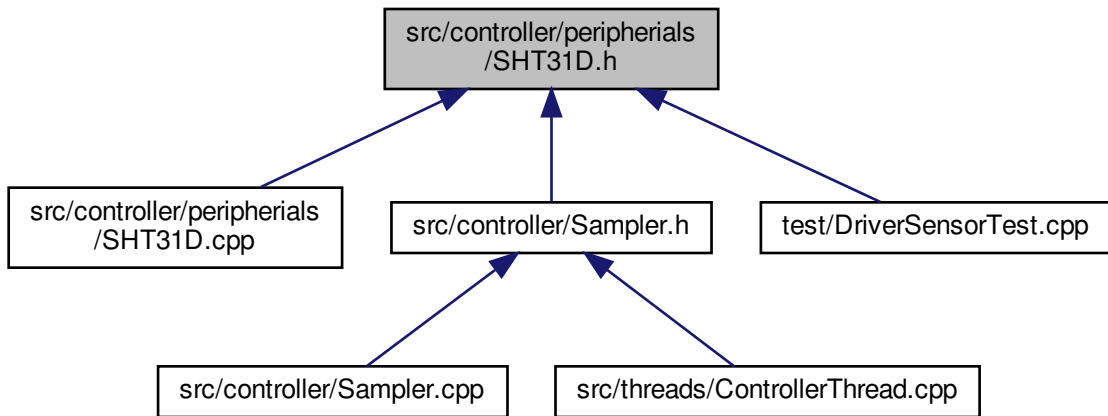 src/controller/peripherials
/SHT31D.h
src/controller/peripherials
/SHT31D.cpp
src/controller/Sampler.h
test/DriverSensorTest.cpp
src/controller/Sampler.cpp
src/threads/ControllerThread.cpp